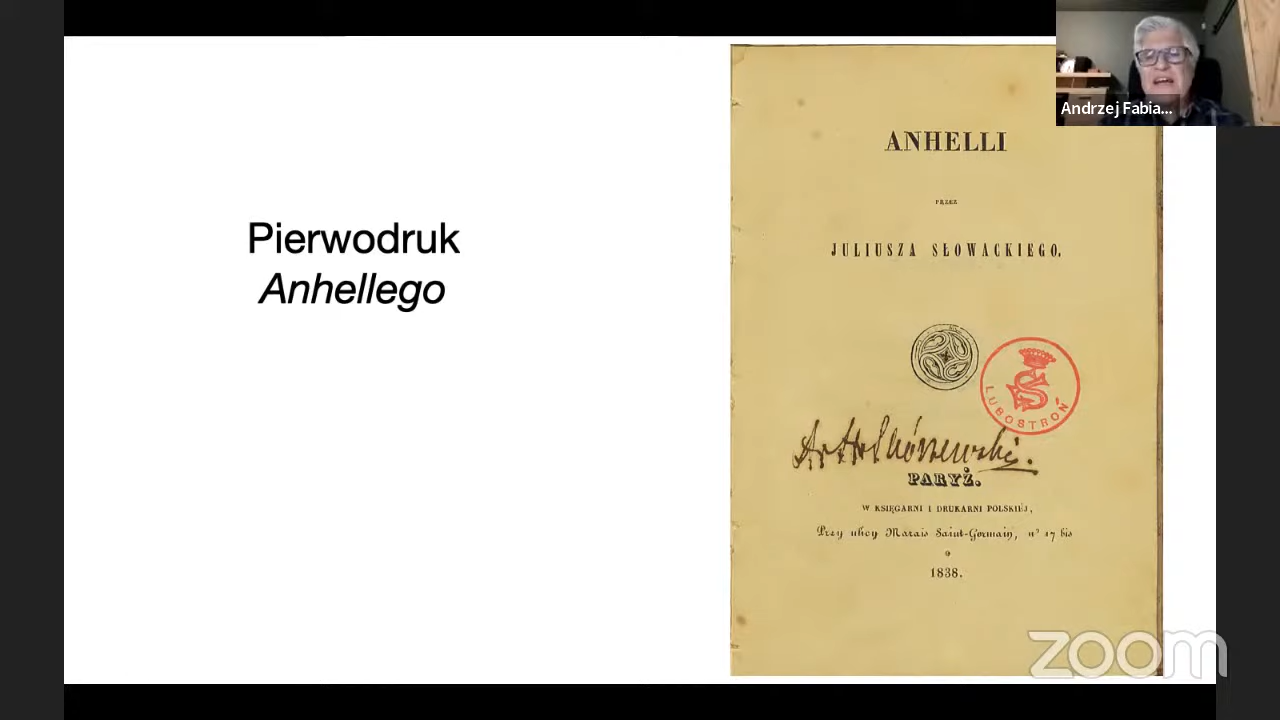 Pierwodruk
Anhellego
ANHELLI
PRZEZ
JULIUSZA SŁOWACKIEGO.
S
LUBOSTROŃ
PARYŻ.
W KSIĘGARNI I DRUKARNI POLSKIÉJ,
Przy ulicy Marais Saint-Germain, nº 17 bis
1838.
Andrzej Fabia...
zoom